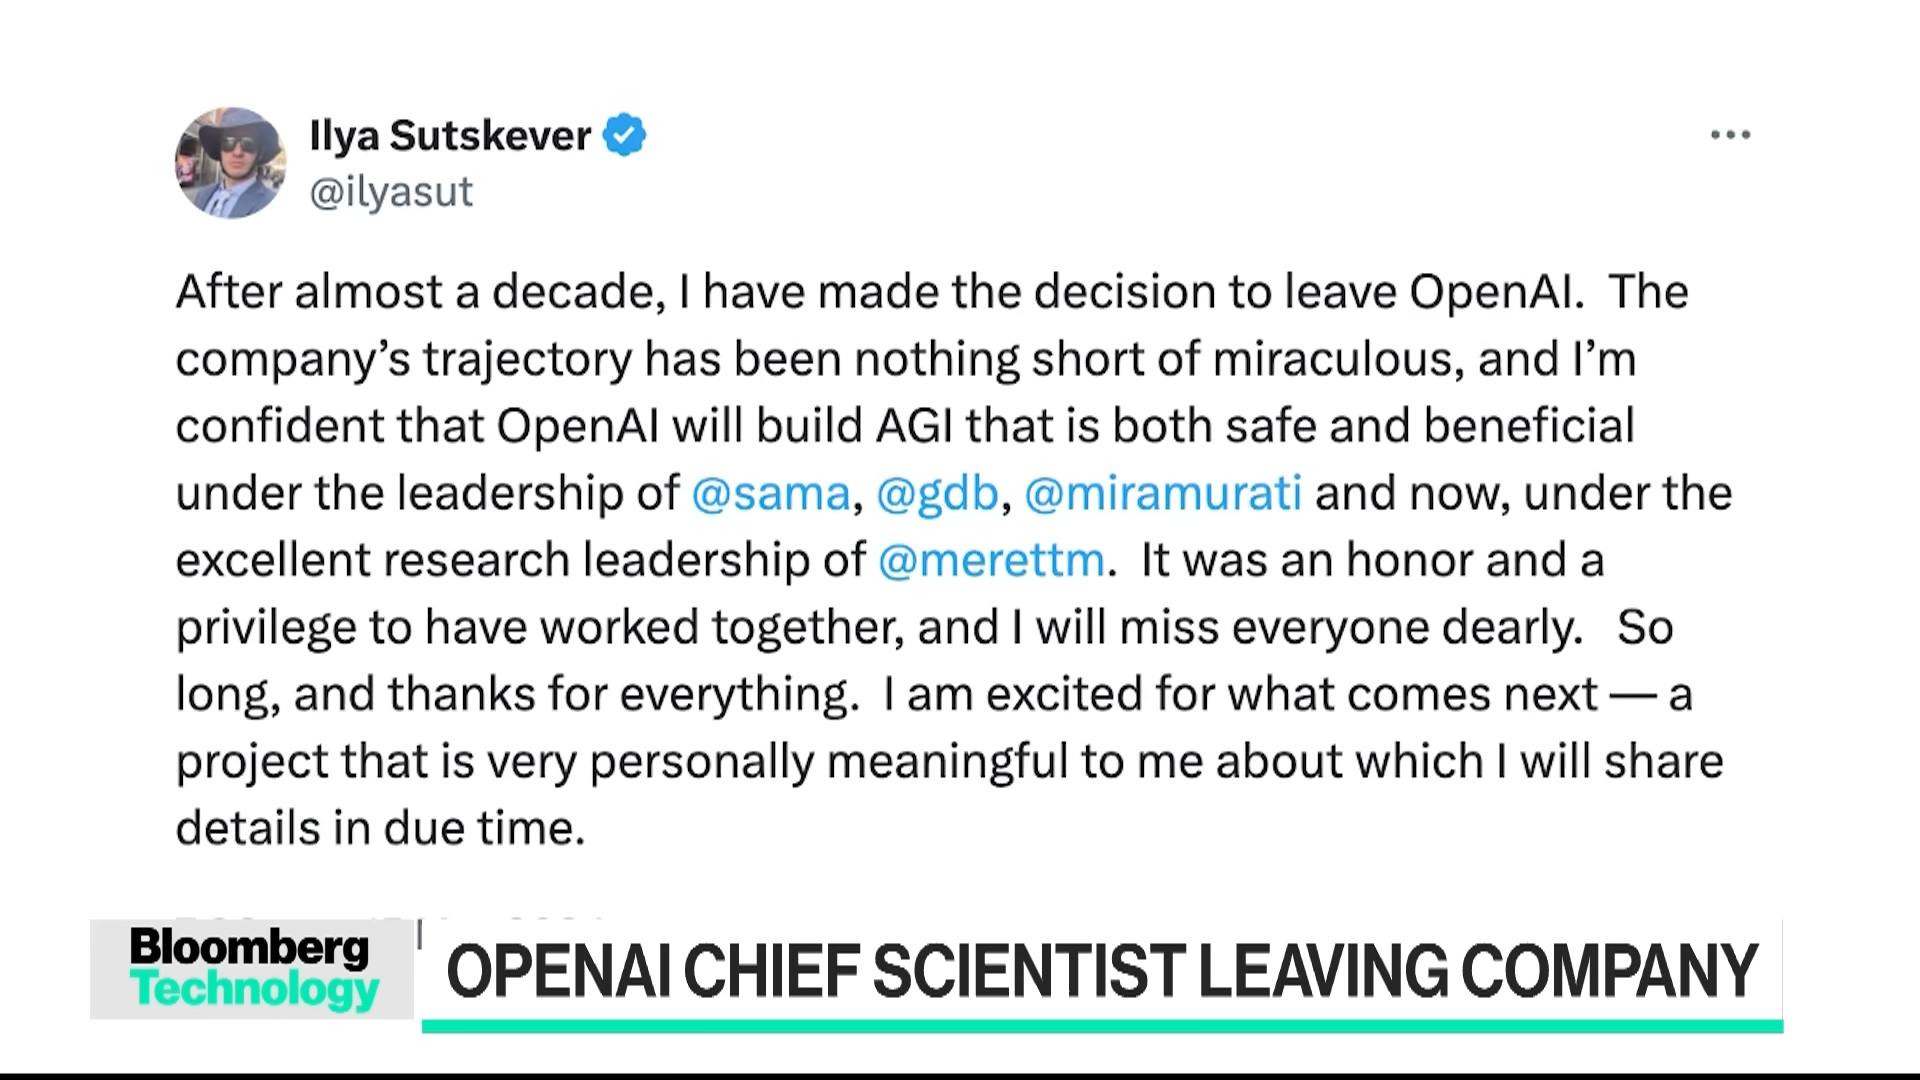 Ilya Sutskever
@ilyasut
After almost a decade, I have made the decision to leave OpenAI.  The
company’s trajectory has been nothing short of miraculous, and I’m
confident that OpenAI will build AGI that is both safe and beneficial
under the leadership of @sama, @gdb, @miramurati and now, under the
excellent research leadership of @merettm.  It was an honor and a
privilege to have worked together, and I will miss everyone dearly.   So
long, and thanks for everything.  I am excited for what comes next — a
project that is very personally meaningful to me about which I will share
details in due time.
Bloomberg
Technology
OPENAI CHIEF SCIENTIST LEAVING COMPANY